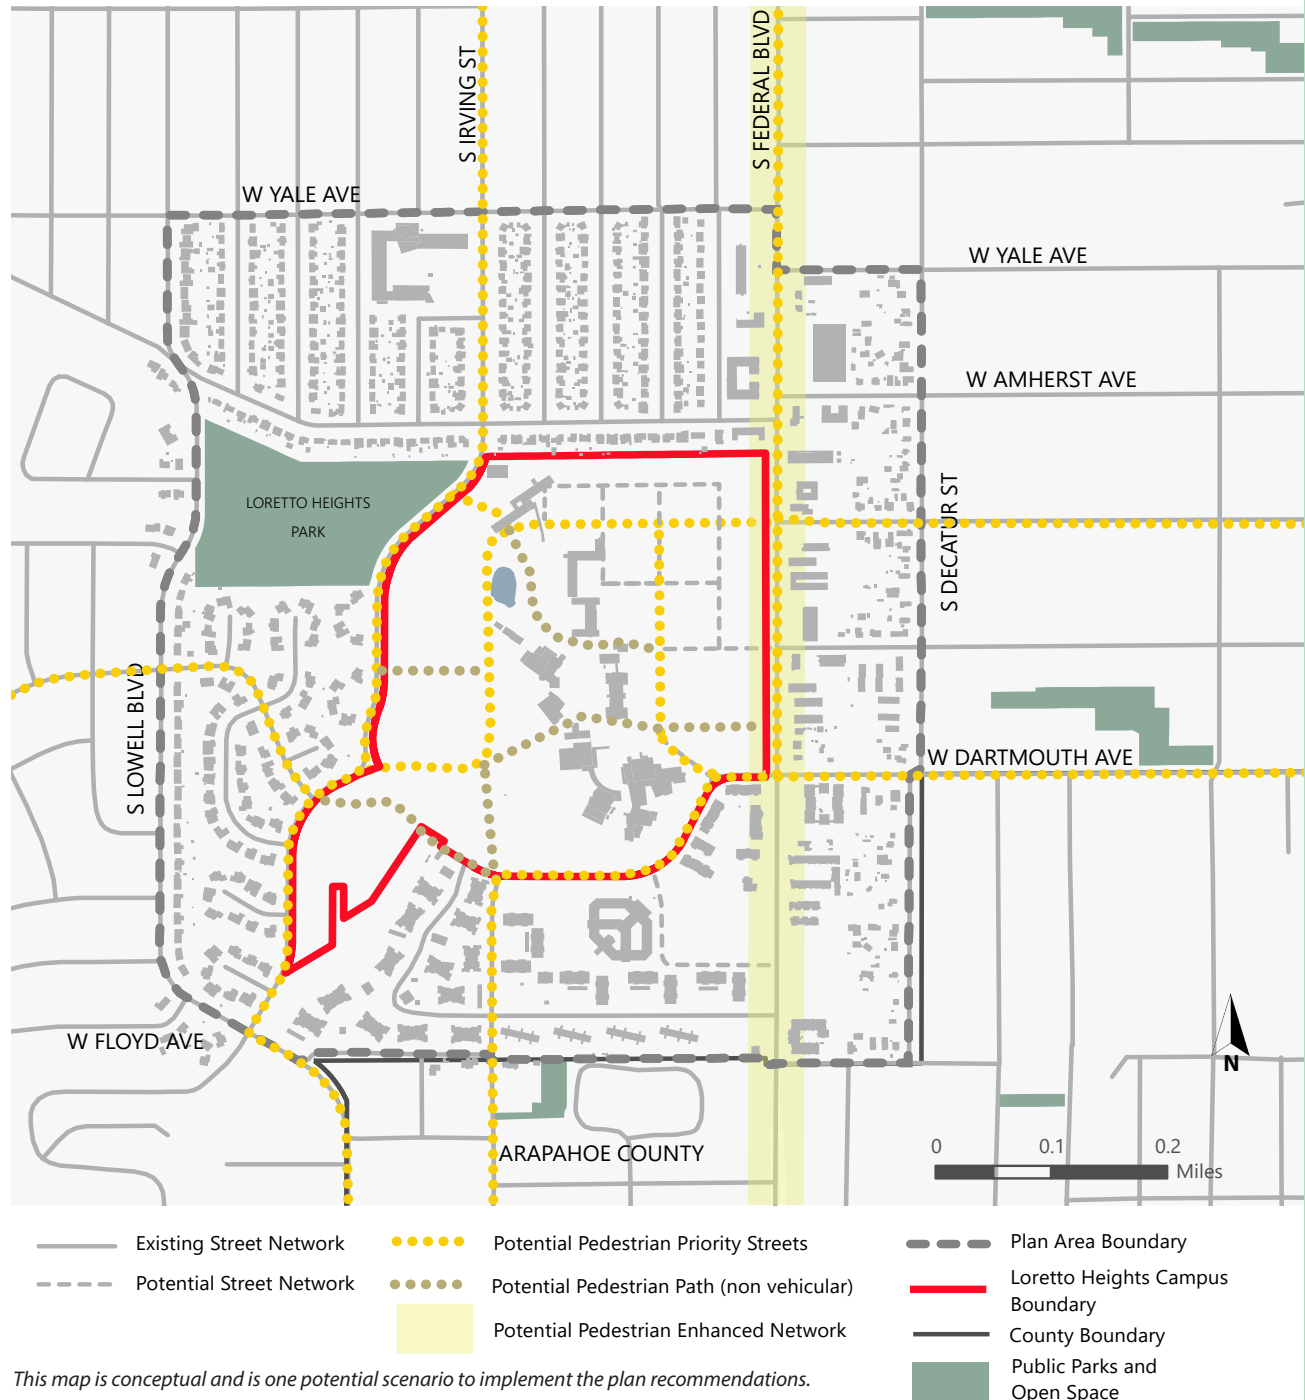 S IRVING ST
S FEDERAL BLVD
W YALE AVE
W YALE AVE
W AMHERST AVE
LORETTO HEIGHTS
PARK
S DECATUR ST
S LOWELL BLVD
W DARTMOUTH AVE
W FLOYD AVE
N
ARAPAHOE COUNTY
0 0.1 0.2
Miles
Existing Street Network
Potential Street Network
Potential Pedestrian Priority Streets
Potential Pedestrian Path (non vehicular)
Potential Pedestrian Enhanced Network
Plan Area Boundary
Loretto Heights Campus
Boundary
County Boundary
Public Parks and
Open Space
This map is conceptual and is one potential scenario to implement the plan recommendations.